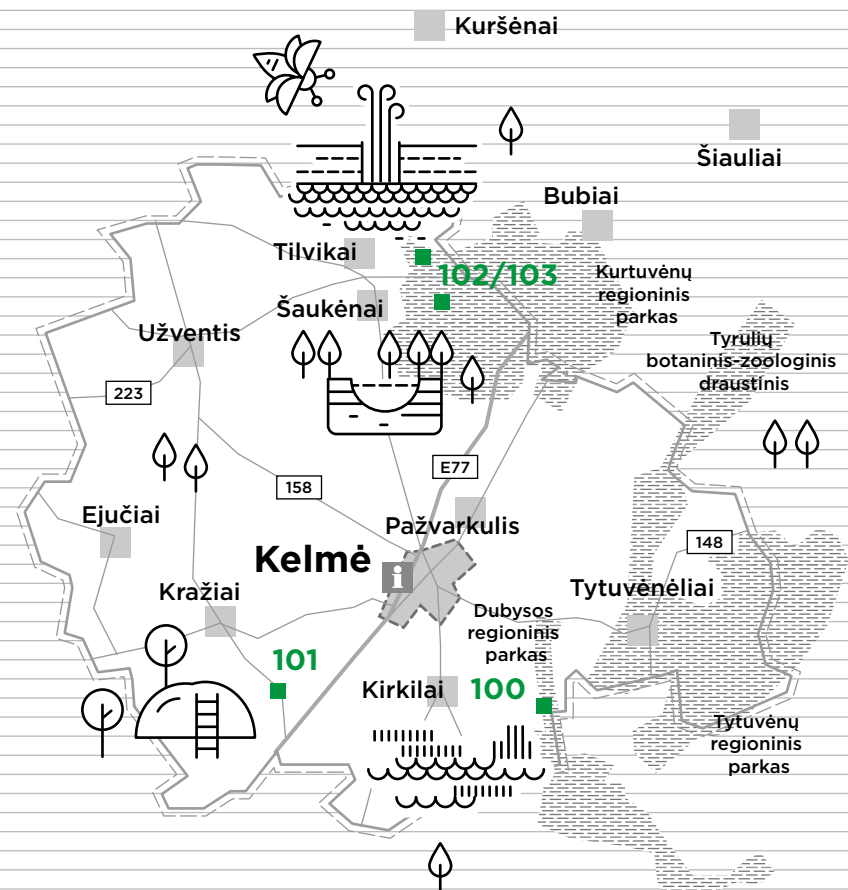 Kuršėnai
Šiauliai
Bubiai
Tilvikai
102/103
Kurtuvėnų
regioninis
parkas
Šaukėnai
Užventis
Tyrulių
botaninis-zoologinis
draustinis
223
E77
158
Ejučiai
Pažvarkulis
148
Kelmė
i
Kražiai
Tytuvėnėliai
Dubysos
regioninis
parkas
101
Kirkilai
100
Tytuvėnų
regioninis
parkas